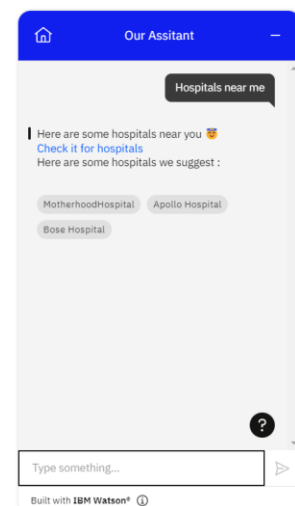 Our Assitant
Hospitals near me
Here are some hospitals near you 😇
Check it for hospitals
Here are some hospitals we suggest :
MotherhoodHospital Apollo Hospital
Bose Hospital
?
Type something...
Built with IBM Watson®